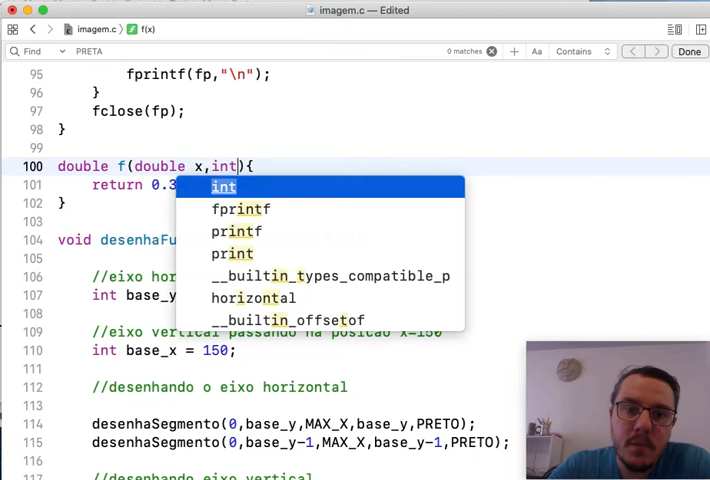 imagem.c — Edited
imagem.c › f(x)
Find PRETA 0 matches Aa Contains Done
95 fprintf(fp,"\n");
96 }
97 fclose(fp);
98 }
99
100 double f(double x,int){
101 return 0.3
102 }
103
104 void desenhaFu
105
106 //eixo hor
107 int base_y
108
109 //eixo vertical passando na posicao x=150
110 int base_x = 150;
111
112 //desenhando o eixo horizontal
113
114 desenhaSegmento(0,base_y,MAX_X,base_y,PRETO);
115 desenhaSegmento(0,base_y-1,MAX_X,base_y-1,PRETO);
116
117 //desenhando eixo vertical
int
fprintf
printf
print
__builtin_types_compatible_p
horizontal
__builtin_offsetof